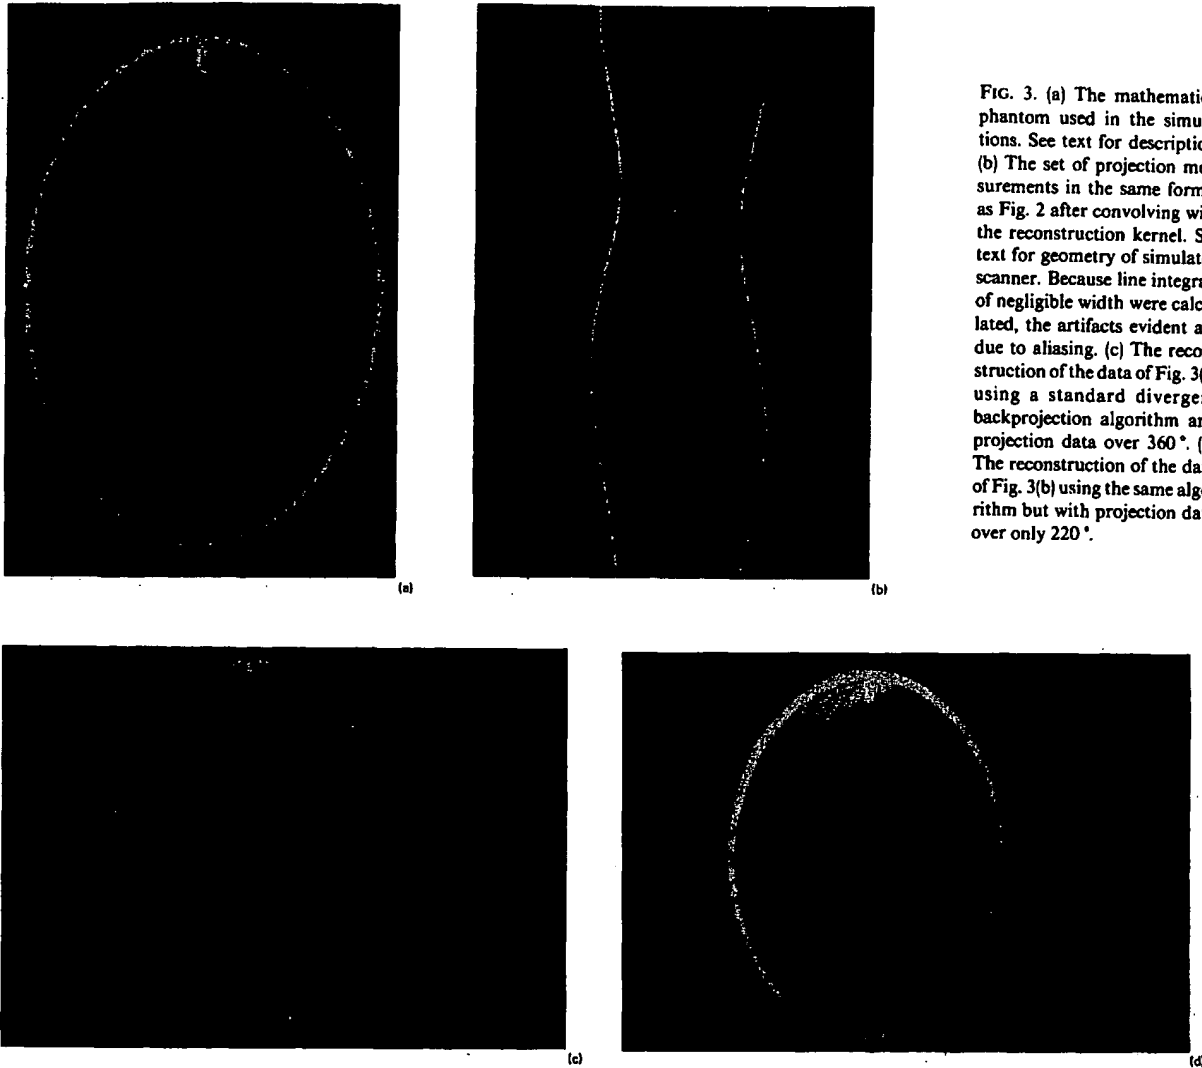 FIG. 3. (a) The mathematic
phantom used in the simu
tions. See text for descriptic
(b) The set of projection me
surements in the same form
as Fig. 2 after convolving wi
the reconstruction kernel. S
text for geometry of simulat
scanner. Because line integra
of negligible width were calc
lated, the artifacts evident a
due to aliasing. (c) The reco
struction of the data of Fig. 3(
using a standard diverge
backprojection algorithm ar
projection data over 360°. (
The reconstruction of the da
of Fig. 3(b) using the same algo
rithm but with projection da
over only 220°.
(a)
(b)
(c)
(d